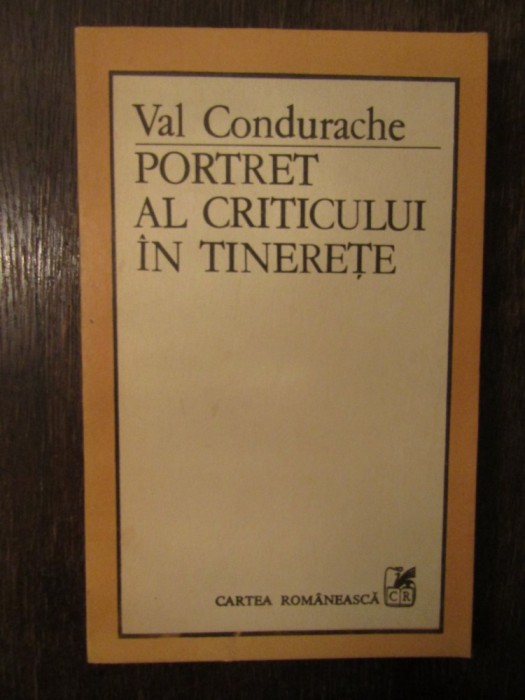 Val Condurache
PORTRET
AL CRITICULUI
ÎN TINEREȚE
CARTEA ROMÂNEASCĂ
CR